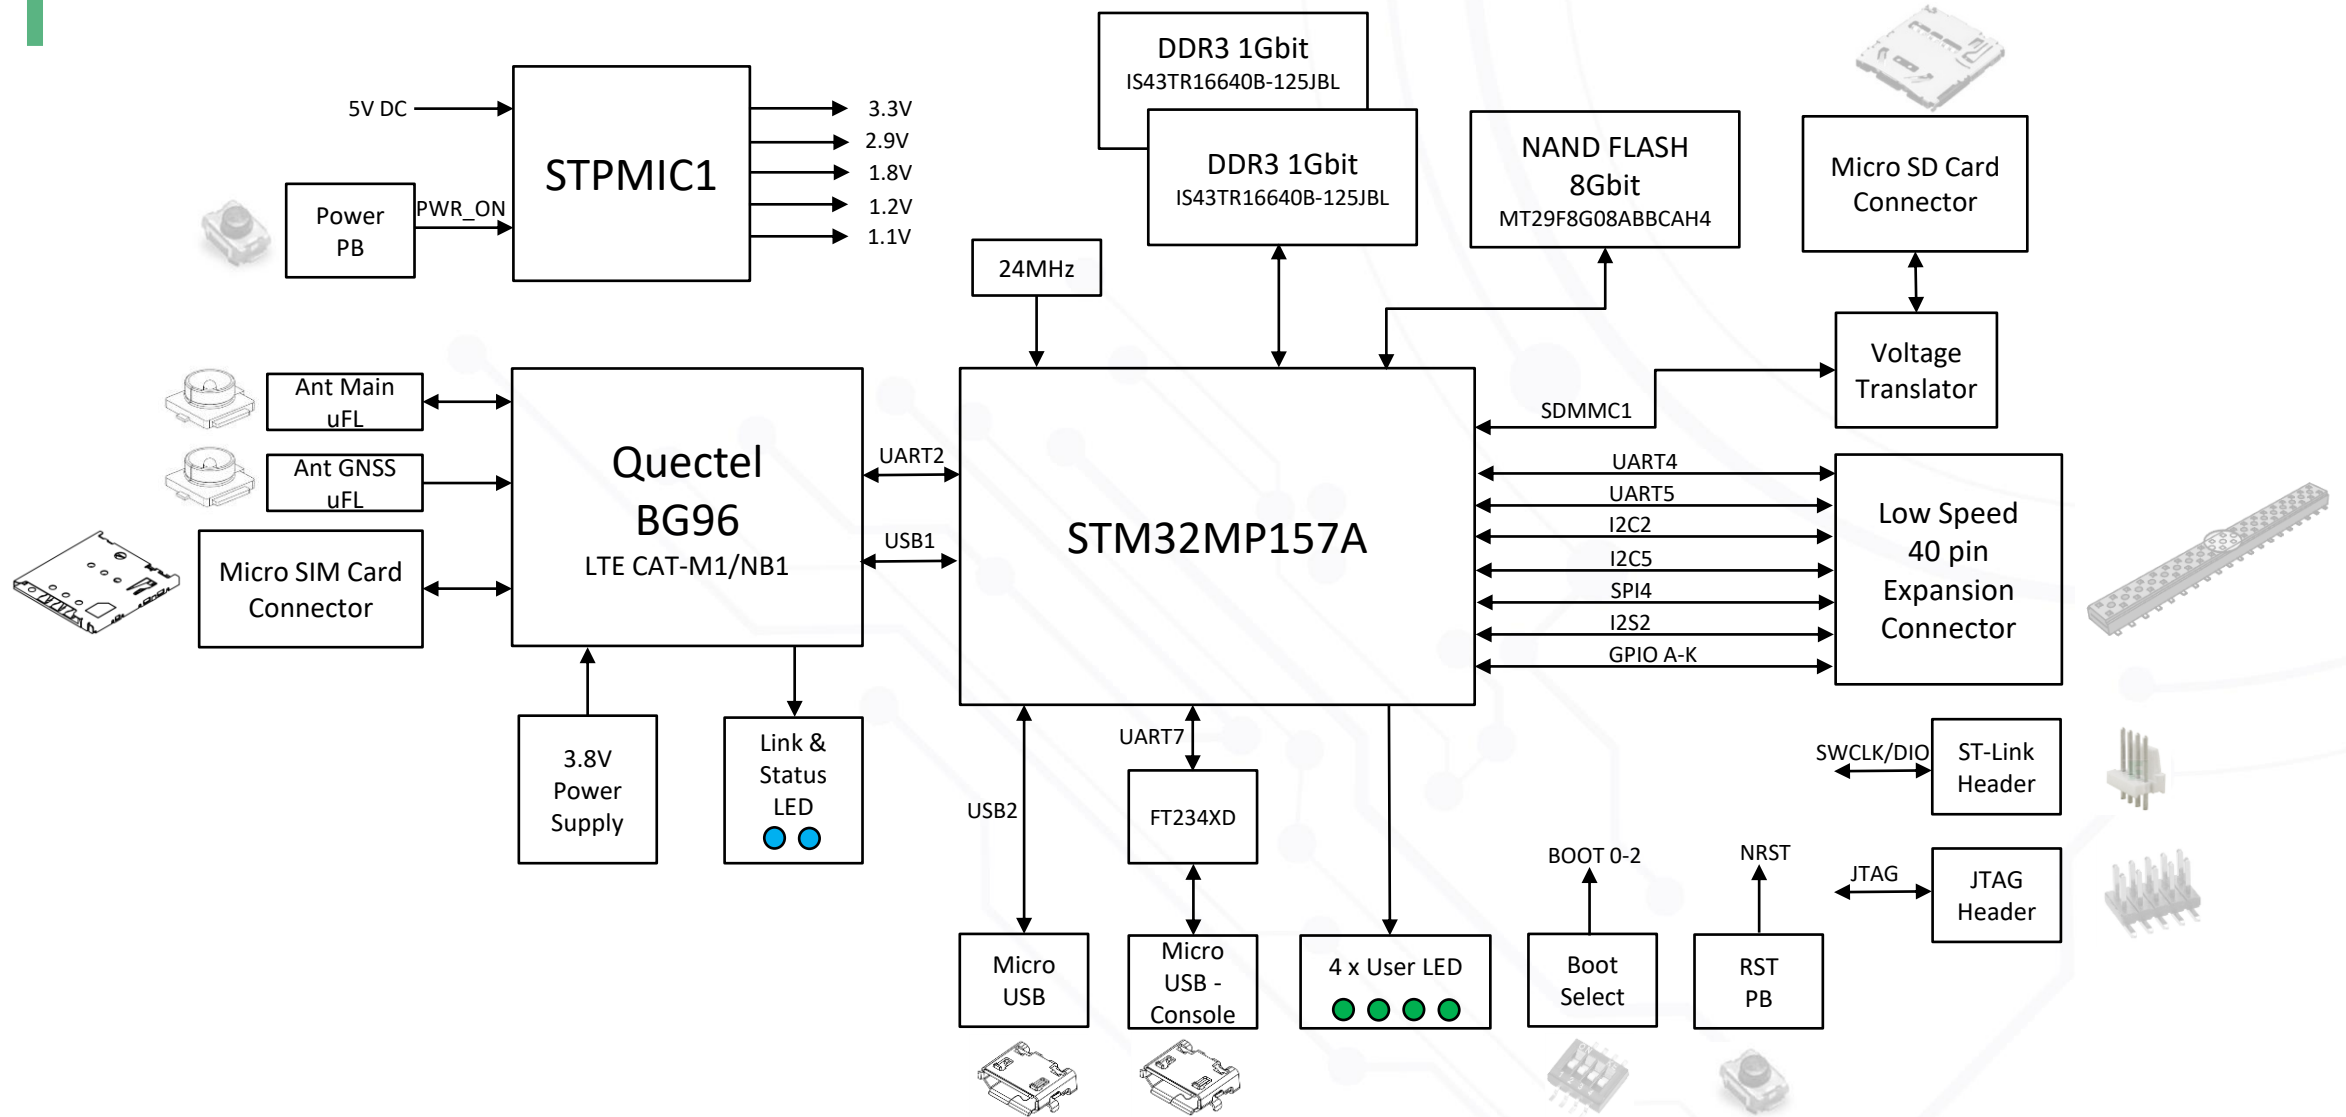 DDR3 1Gbit
IS43TR16640B-125JBL
DDR3 1Gbit
IS43TR16640B-125JBL
5V DC
STPMIC1
3.3V
2.9V
1.8V
1.2V
1.1V
Power
PB
PWR_ON
NAND FLASH
8Gbit
MT29F8G08ABBCAH4
Micro SD Card
Connector
24MHz
Voltage
Translator
Ant Main
uFL
Ant GNSS
uFL
Micro SIM Card
Connector
Quectel
BG96
LTE CAT-M1/NB1
UART2
USB1
STM32MP157A
SDMMC1
UART4
UART5
I2C2
I2C5
SPI4
I2S2
GPIO A-K
Low Speed
40 pin
Expansion
Connector
3.8V
Power
Supply
Link &
Status
LED
USB2
UART7
FT234XD
SWCLK/DIO
ST-Link
Header
BOOT 0-2
NRST
JTAG
JTAG
Header
Micro
USB
Micro
USB -
Console
4 x User LED
Boot
Select
RST
PB